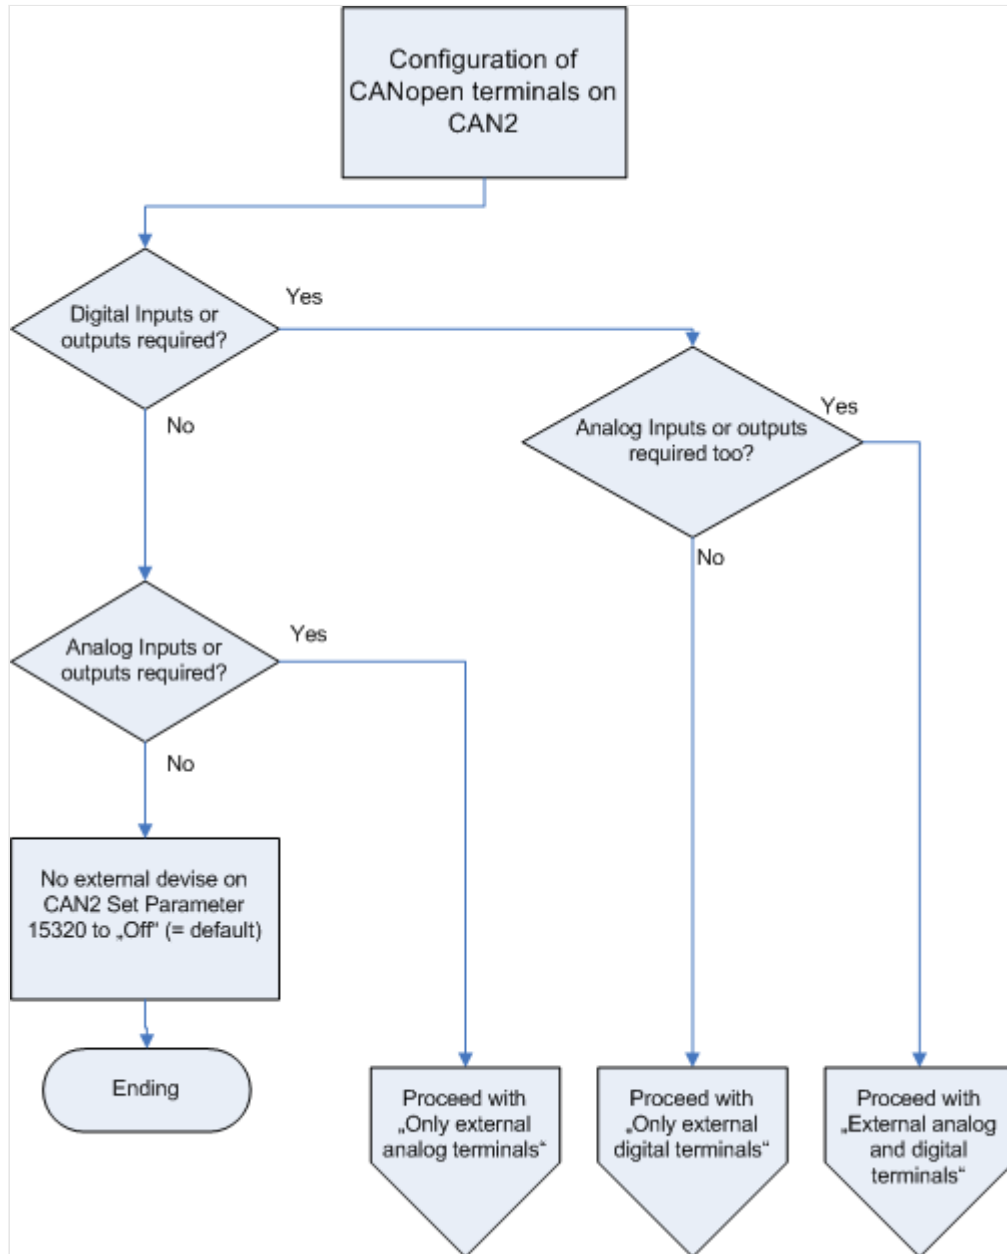 Configuration of
CANopen terminals on
CAN2
Digital Inputs or
outputs required?
Yes
No
Analog Inputs or outputs
required too?
Yes
No
Analog Inputs or
outputs required?
Yes
No
No external devise on
CAN2 Set Parameter
15320 to „Off“ (= default)
Ending
Proceed with
„Only external
analog terminals“
Proceed with
„Only external
digital terminals“
Proceed with
„External analog
and digital
terminals“